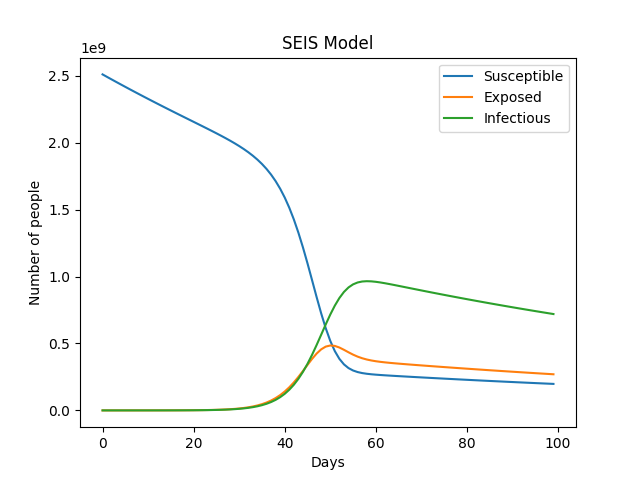 SEIS Model
1e9
2.5
2.0
1.5
1.0
0.5
0.0
Number of people
Susceptible
Exposed
Infectious
0 20 40 60 80 100
Days